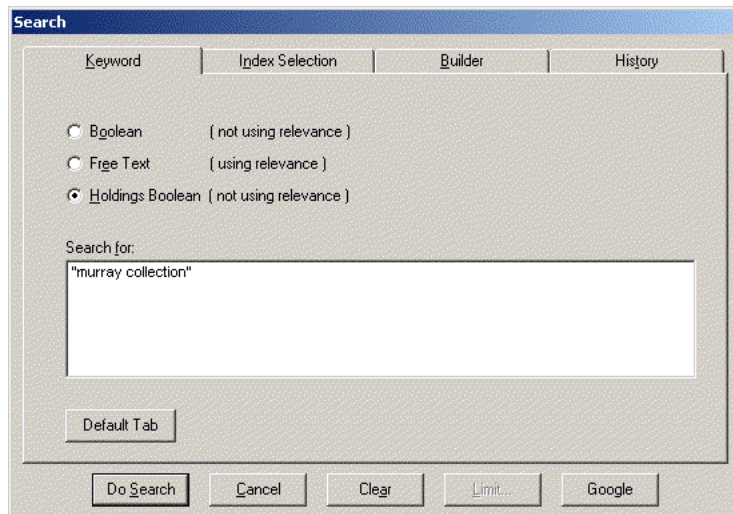 Search
Keyword Index Selection Builder History
Boolean ( not using relevance )
Free Text ( using relevance )
Holdings Boolean ( not using relevance )
Search for:
"murray collection"
Default Tab
Do Search Cancel Clear Limit... Google